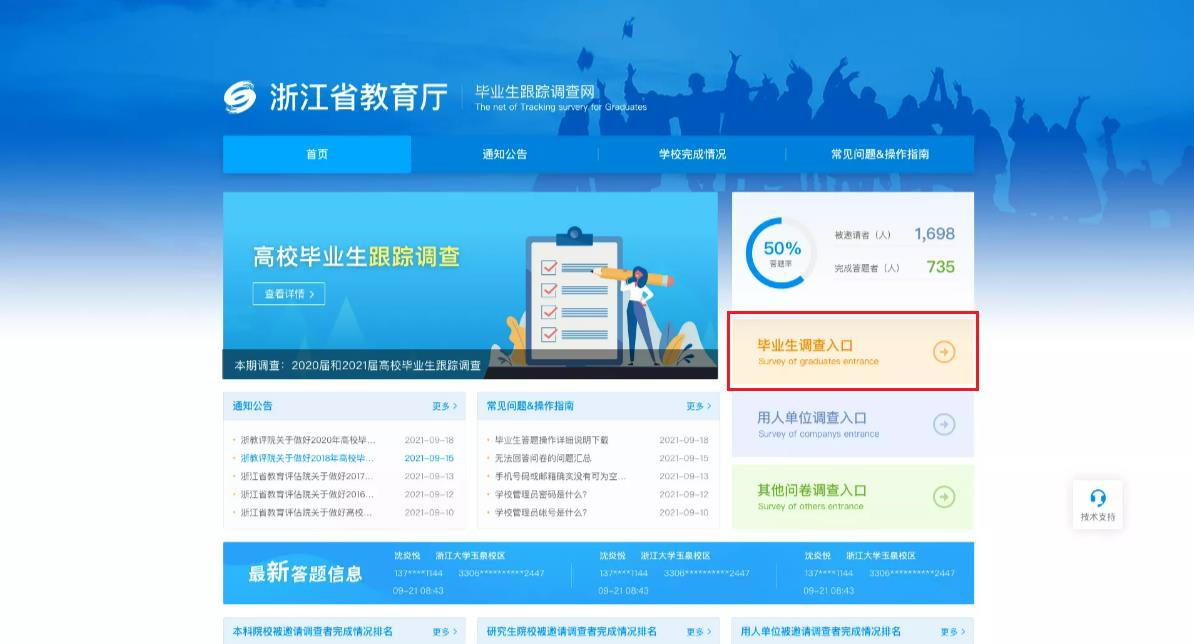 浙江省教育厅
毕业生跟踪调查网
The net of Tracking survery for Graduates
首页
通知公告
学校完成情况
常见问题&操作指南
高校毕业生跟踪调查
查看详情 >
本期调查：2020届和2021届高校毕业生跟踪调查
50%
答题率
被邀请者（人） 1,698
完成答题者（人） 735
毕业生调查入口
Survey of graduates entrance
用人单位调查入口
Survey of companys entrance
其他问卷调查入口
Survey of others entrance
通知公告 更多 >
浙教评院关于做好2020年高校毕... 2021-09-18
浙教评院关于做好2018年高校毕... 2021-09-15
浙江省教育评估院关于做好2017... 2021-09-13
浙江省教育评估院关于做好2016... 2021-09-12
浙江省教育评估院关于做好高校... 2021-09-10
常见问题&操作指南 更多 >
毕业生答题操作详细说明下载 2021-09-18
无法回答问卷的问题汇总 2021-09-15
手机号码或邮箱确实没有可为空... 2021-09-13
学校管理员密码是什么? 2021-09-12
学校管理员帐号是什么? 2021-09-10
技术支持
最新答题信息
沈炎悦 浙江大学玉泉校区
137****1144 3306**********2447
09-21 08:43
沈炎悦 浙江大学玉泉校区
137****1144 3306**********2447
09-21 08:43
沈炎悦 浙江大学玉泉校区
137****1144 3306**********2447
09-21 08:43
本科院校被邀请调查者完成情况排名 更多 >
研究生院校被邀请调查者完成情况排名 更多 >
用人单位被邀请调查者完成情况排名 更多 >